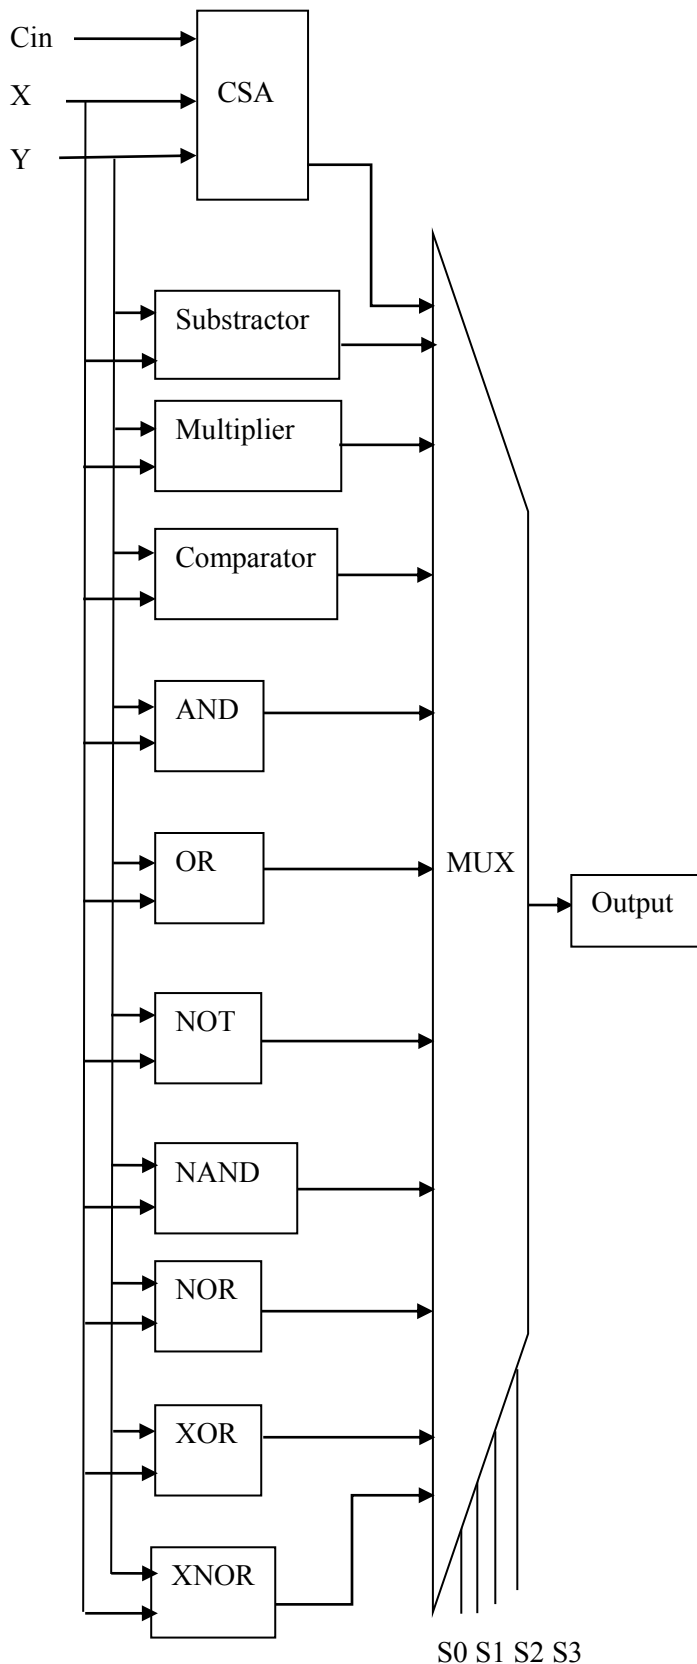 Cin
X
CSA
Y
Substractor
Multiplier
Comparator
AND
OR
MUX
Output
NOT
NAND
NOR
XOR
XNOR
S0 S1 S2 S3